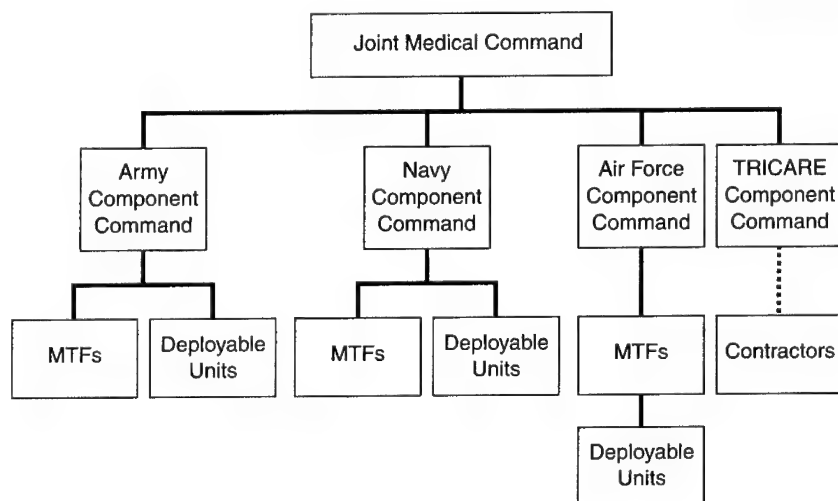 Joint Medical Command
Army
Component
Command
Navy
Component
Command
Air Force
Component
Command
TRICARE
Component
Command
MTFs
Deployable
Units
MTFs
Deployable
Units
MTFs
Contractors
Deployable
Units